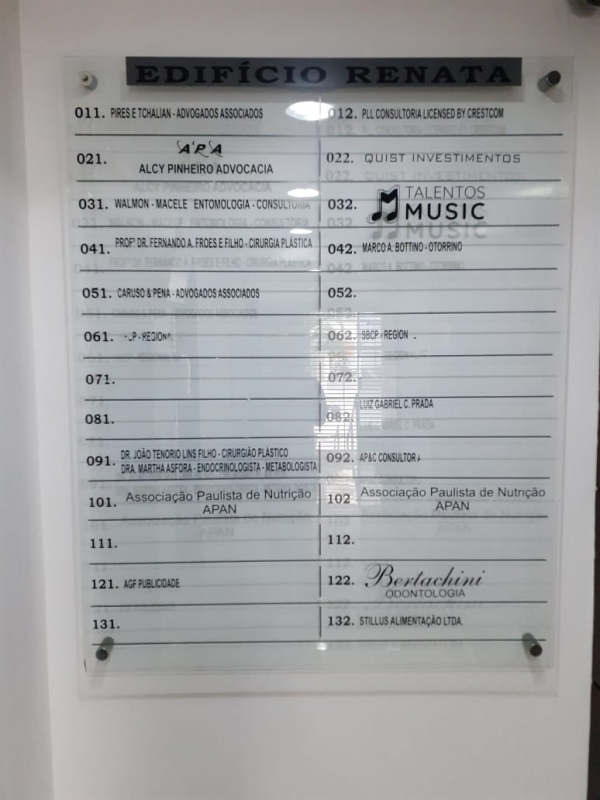 EDIFÍCIO RENATA
011. PIRES E TCHALIAN - ADVOGADOS ASSOCIADOS
012. PLL CONSULTORIA LICENSED BY CRESTCOM
021. APA
ALCY PINHEIRO ADVOCACIA
022. QUIST INVESTIMENTOS
031. WALMON - MACELE ENTOMOLOGIA - CONSULTORIA
032. TALENTOS
MUSIC
041. PROFº DR. FERNANDO A. FROES E FILHO - CIRURGIA PLÁSTICA
042. MARCO A. BOTTINO - OTORRINO
051. CARUSO & PENA - ADVOGADOS ASSOCIADOS
052.
061.
062. SBCP - REGION
071.
072.
081.
082. LUIZ GABRIEL C. PRADA
091. DR. JOÃO TENORIO LINS FILHO - CIRURGIÃO PLÁSTICO
DRA. MARTHA ASFORA - ENDOCRINOLOGISTA - METABOLOGISTA
092. AP&C CONSULTOR
101. Associação Paulista de Nutrição
APAN
102 Associação Paulista de Nutrição
APAN
111.
112.
121. AGF PUBLICIDADE
122. Bertachini
ODONTOLOGIA
131.
132. STILLUS ALIMENTAÇÃO LTDA.